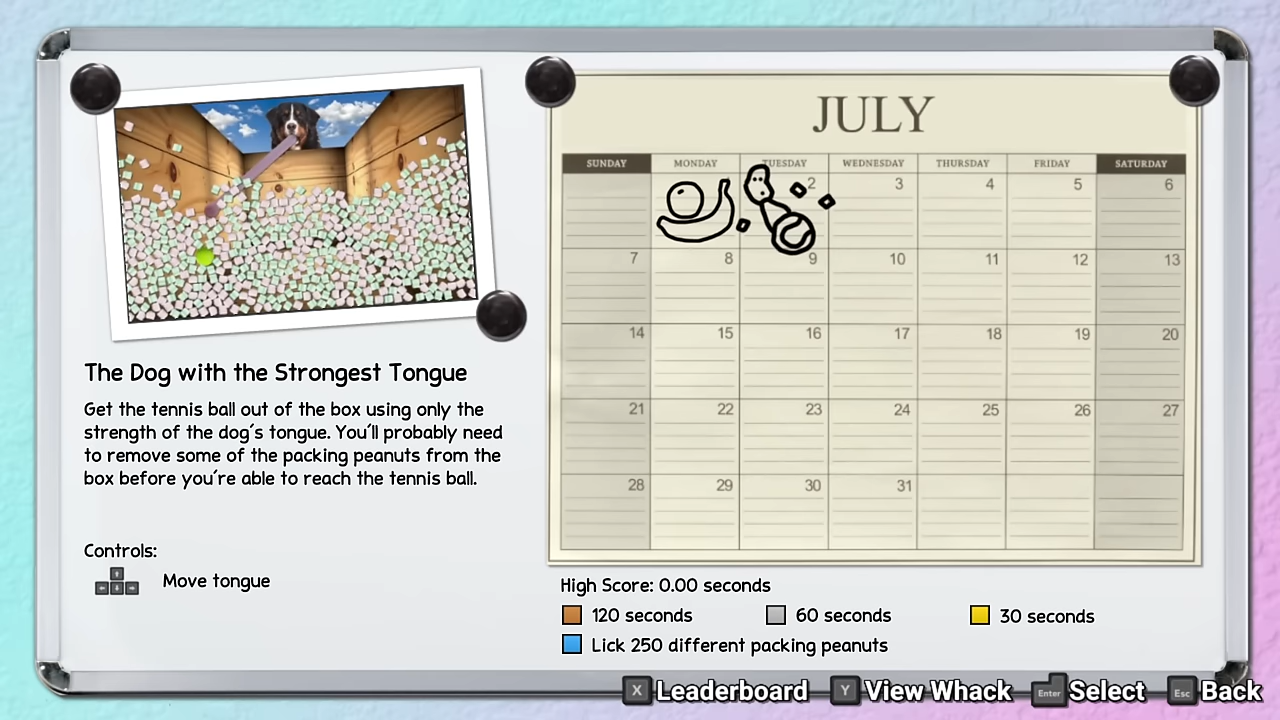 The Dog with the Strongest Tongue
Get the tennis ball out of the box using only the
strength of the dog's tongue. You'll probably need
to remove some of the packing peanuts from the
box before you're able to reach the tennis ball.
Controls:
Move tongue
JULY
SUNDAY MONDAY TUESDAY WEDNESDAY THURSDAY FRIDAY SATURDAY
2 3 4 5 6
7 8 9 10 11 12 13
14 15 16 17 18 19 20
21 22 23 24 25 26 27
28 29 30 31
High Score: 0.00 seconds
120 seconds 60 seconds 30 seconds
Lick 250 different packing peanuts
X Leaderboard Y View Whack Enter Select Esc Back